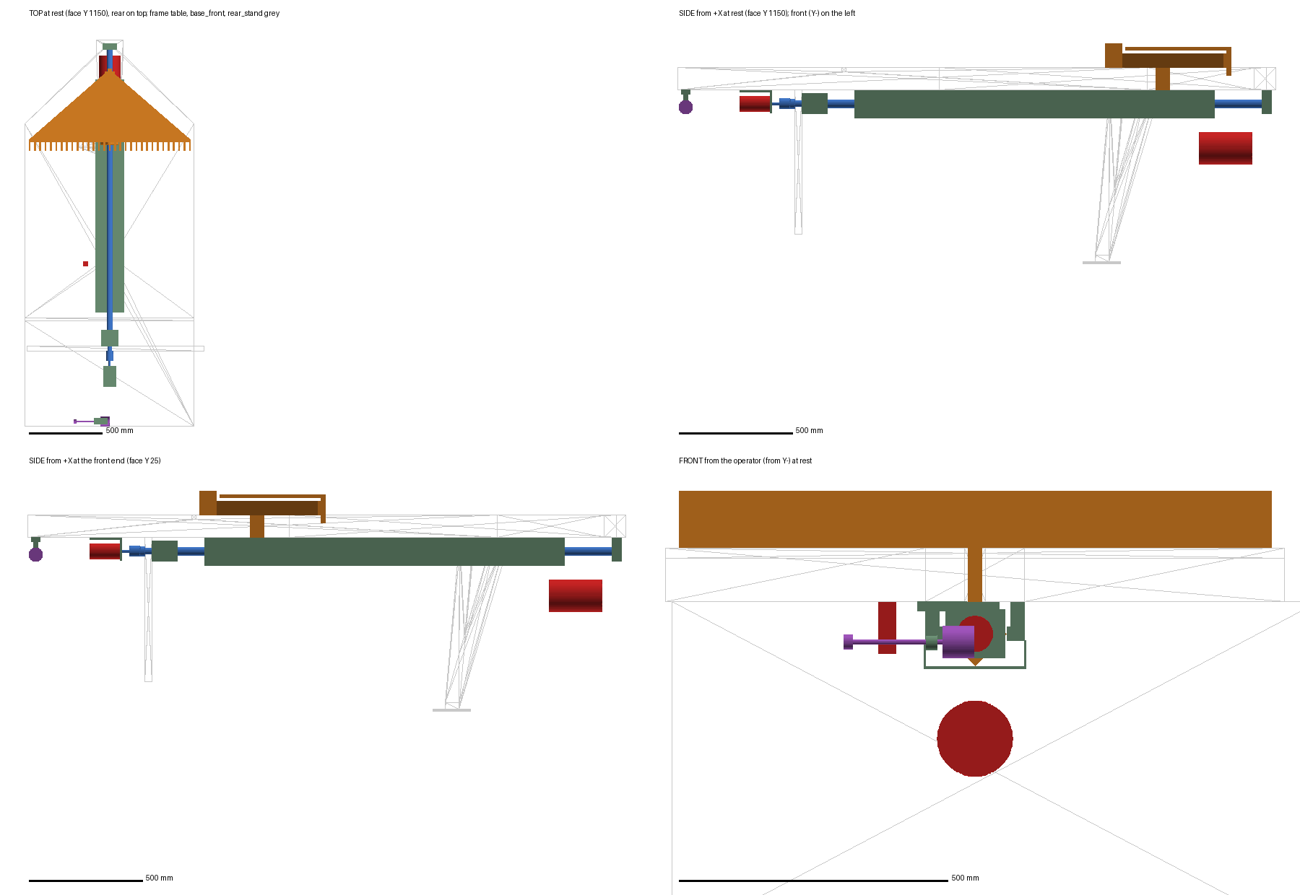 TOP at rest (face Y 1150), rear on top; frame table, base_front, rear_stand grey
SIDE from +X at rest (face Y 1150); front (Y-) on the left
500 mm
500 mm
SIDE from +X at the front end (face Y 25)
FRONT from the operator (from Y-) at rest
500 mm
500 mm